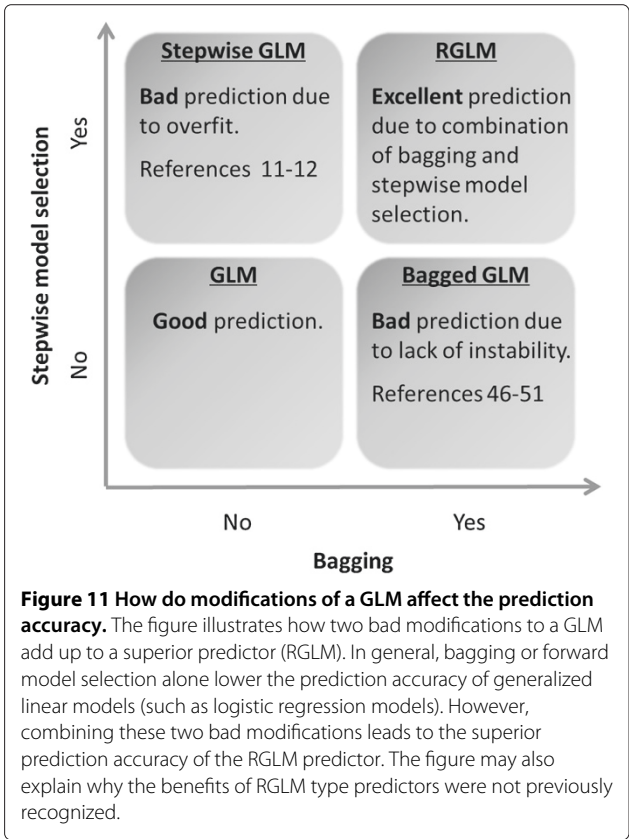 Stepwise model selection
Yes
No
Stepwise GLM
Bad prediction due
to overfit.
References 11-12
RGLM
Excellent prediction
due to combination
of bagging and
stepwise model
selection.
GLM
Good prediction.
Bagged GLM
Bad prediction due
to lack of instability.
References 46-51
No
Yes
Bagging
Figure 11 How do modifications of a GLM affect the prediction
accuracy. The figure illustrates how two bad modifications to a GLM
add up to a superior predictor (RGLM). In general, bagging or forward
model selection alone lower the prediction accuracy of generalized
linear models (such as logistic regression models). However,
combining these two bad modifications leads to the superior
prediction accuracy of the RGLM predictor. The figure may also
explain why the benefits of RGLM type predictors were not previously
recognized.